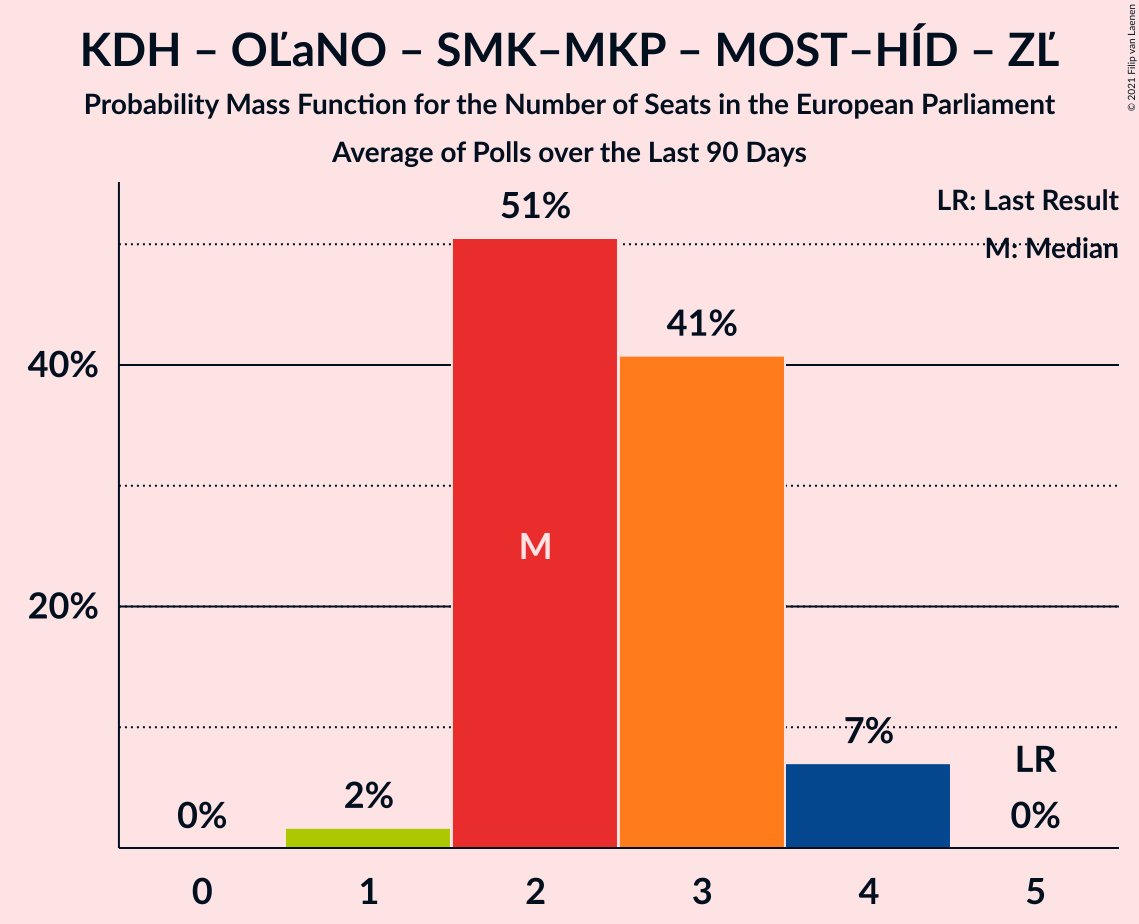 KDH – OĽaNO – SMK–MKP – MOST–HÍD – ZĽ
Probability Mass Function for the Number of Seats in the European Parliament
Average of Polls over the Last 90 Days
© 2021 Filip van Laenen
LR: Last Result
M: Median
51%
41%
40%
M
20%
7%
LR
2%
0%
0%
0 1 2 3 4 5